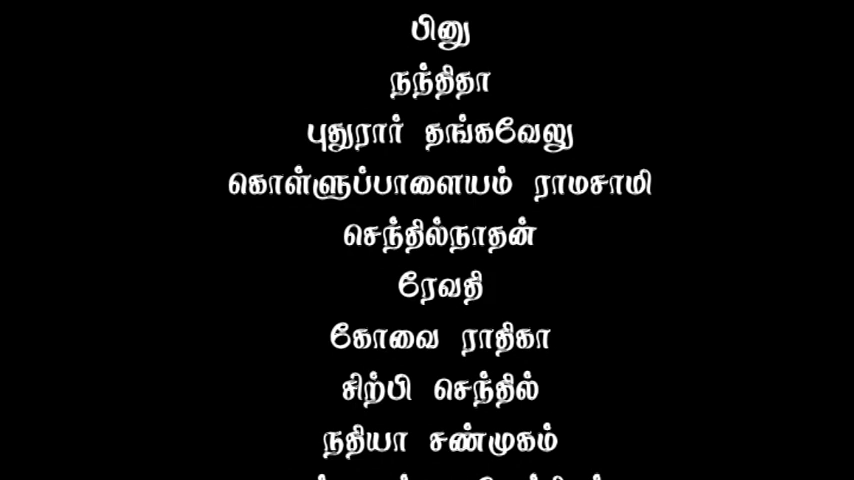 பினு
நந்திதா
புதுரார் தங்கவேலு
கொள்ளுப்பாளையம் ராமசாமி
செந்தில்நாதன்
ரேவதி
கோவை ராதிகா
சிற்பி செந்தில்
நதியா சண்முகம்